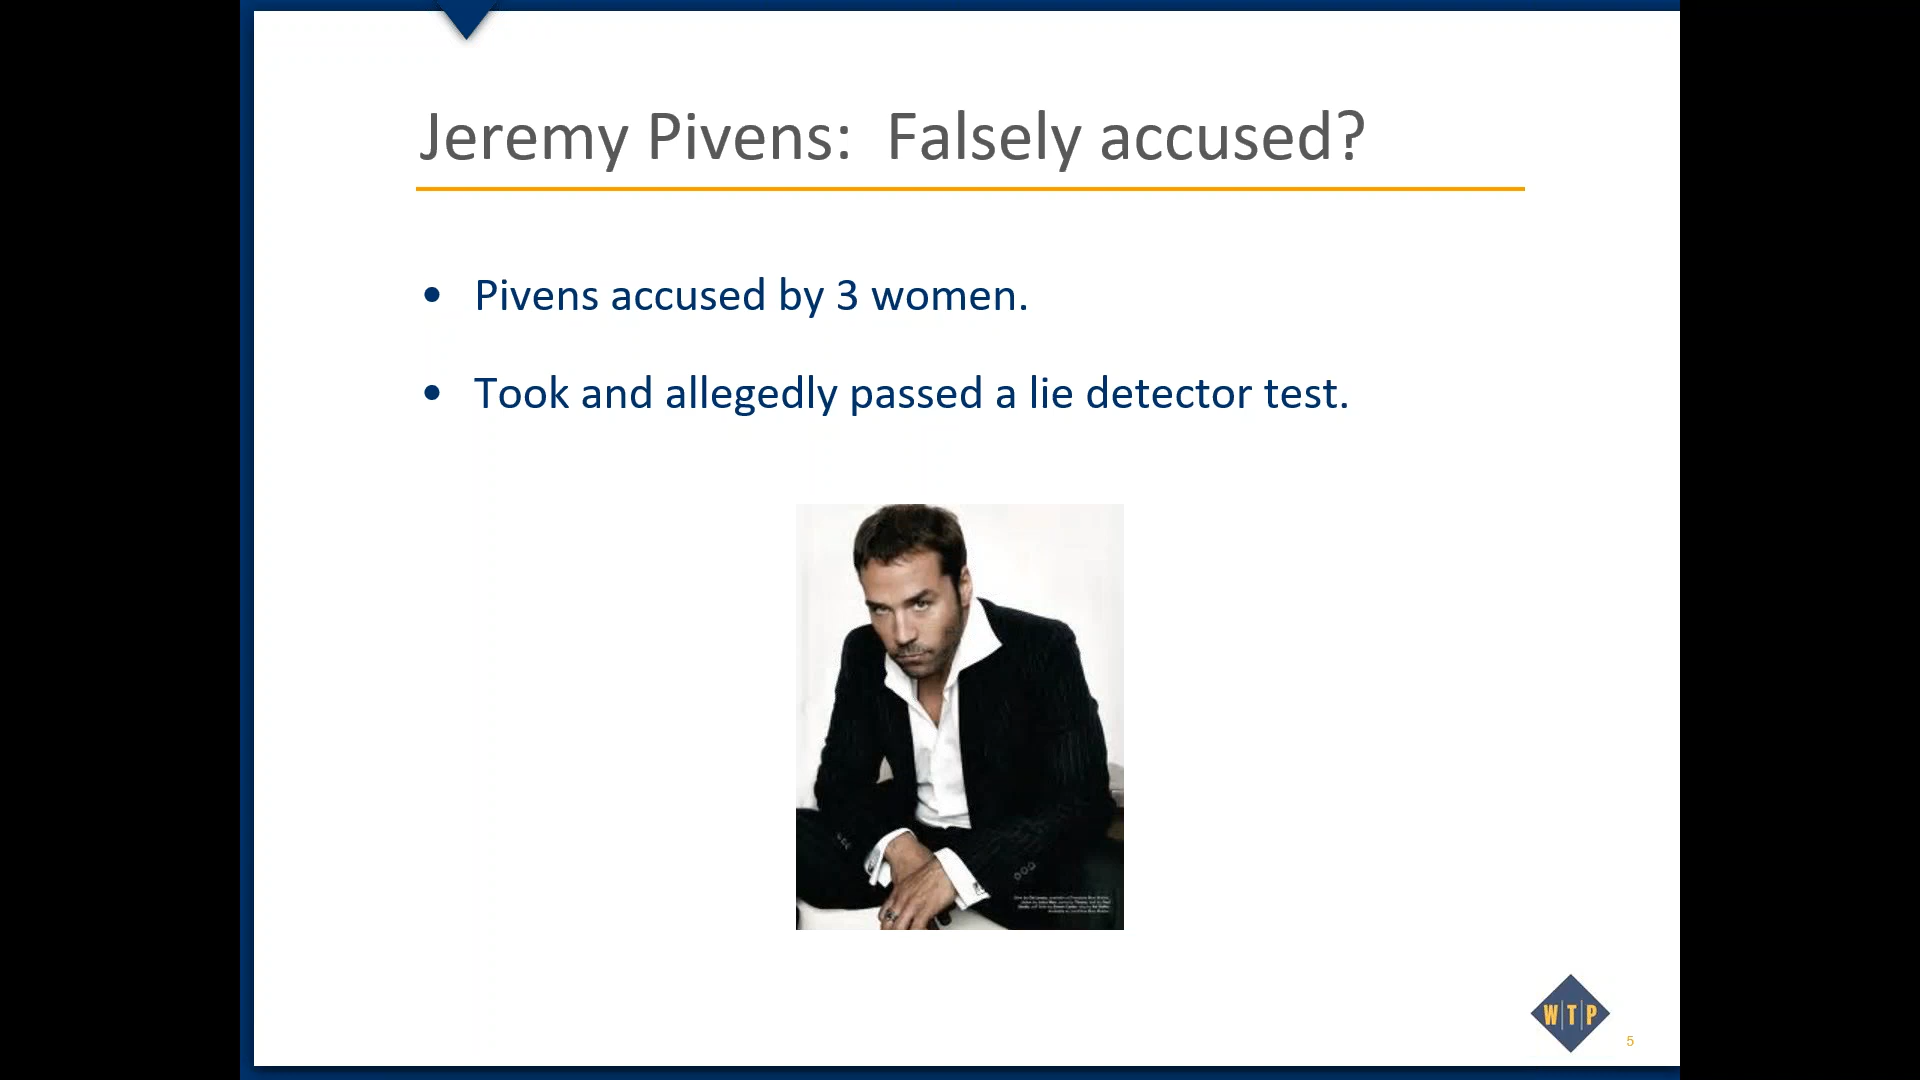 Jeremy Pivens: Falsely accused?
• Pivens accused by 3 women.
• Took and allegedly passed a lie detector test.
W|T|P
5